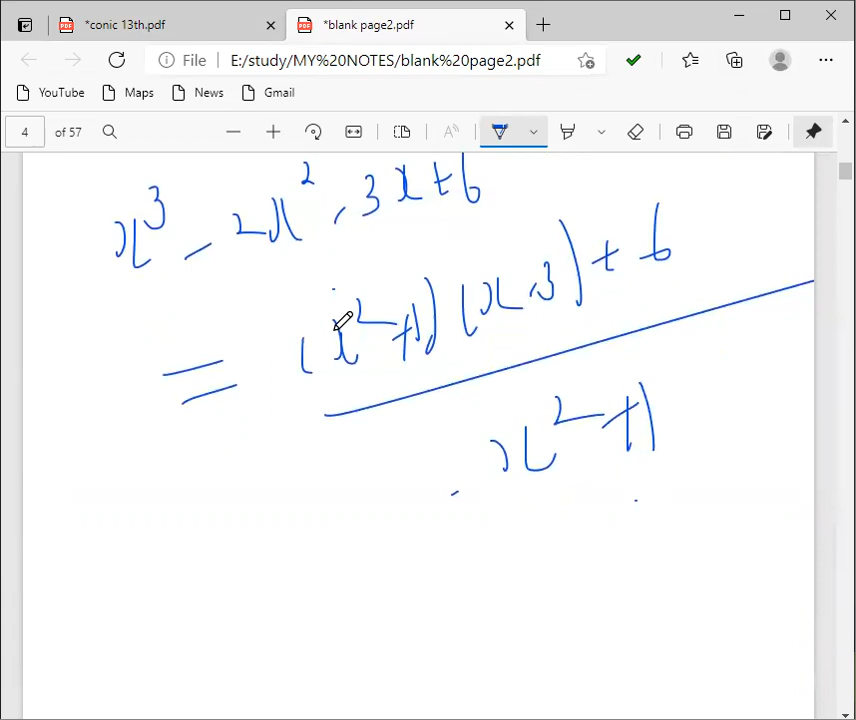 *conic 13th.pdf
*blank page2.pdf
File E:/study/MY%20NOTES/blank%20page2.pdf
YouTube Maps News Gmail
4 of 57
x³ - 2x² - 3x + 6
= (x² + 1) (x - 3) + 6
x² + 1